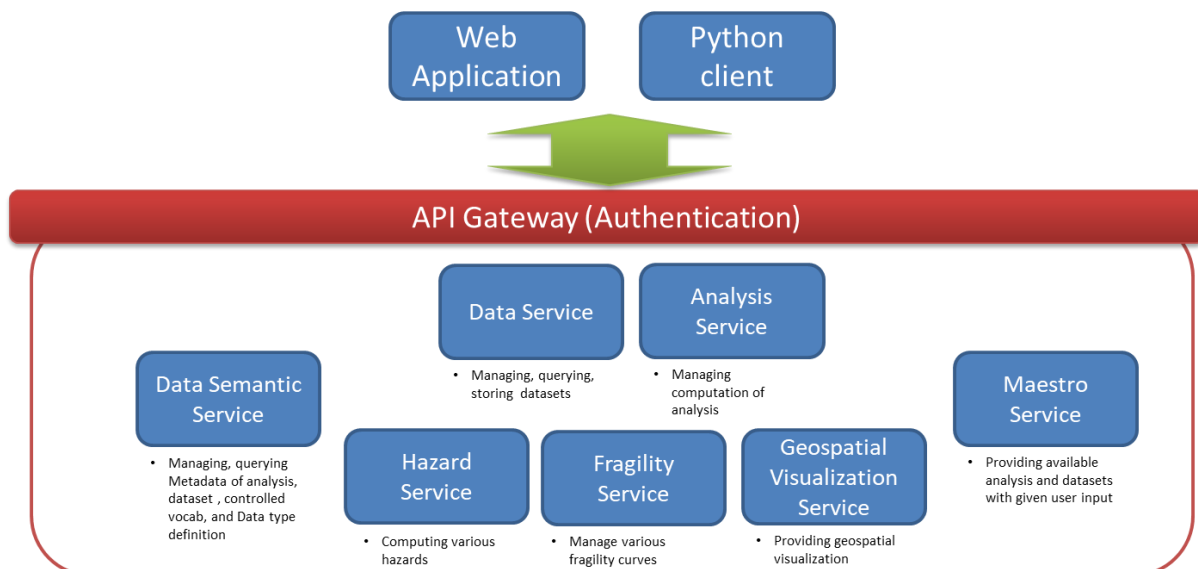 Web
Application
Python
client
API Gateway (Authentication)
Data Service
• Managing, querying,
storing datasets
Analysis
Service
• Managing
computation of
analysis
Data Semantic
Service
• Managing, querying
Metadata of analysis,
dataset , controlled
vocab, and Data type
definition
Maestro
Service
• Providing available
analysis and datasets
with given user input
Hazard
Service
• Computing various
hazards
Fragility
Service
• Manage various
fragility curves
Geospatial
Visualization
Service
• Providing geospatial
visualization